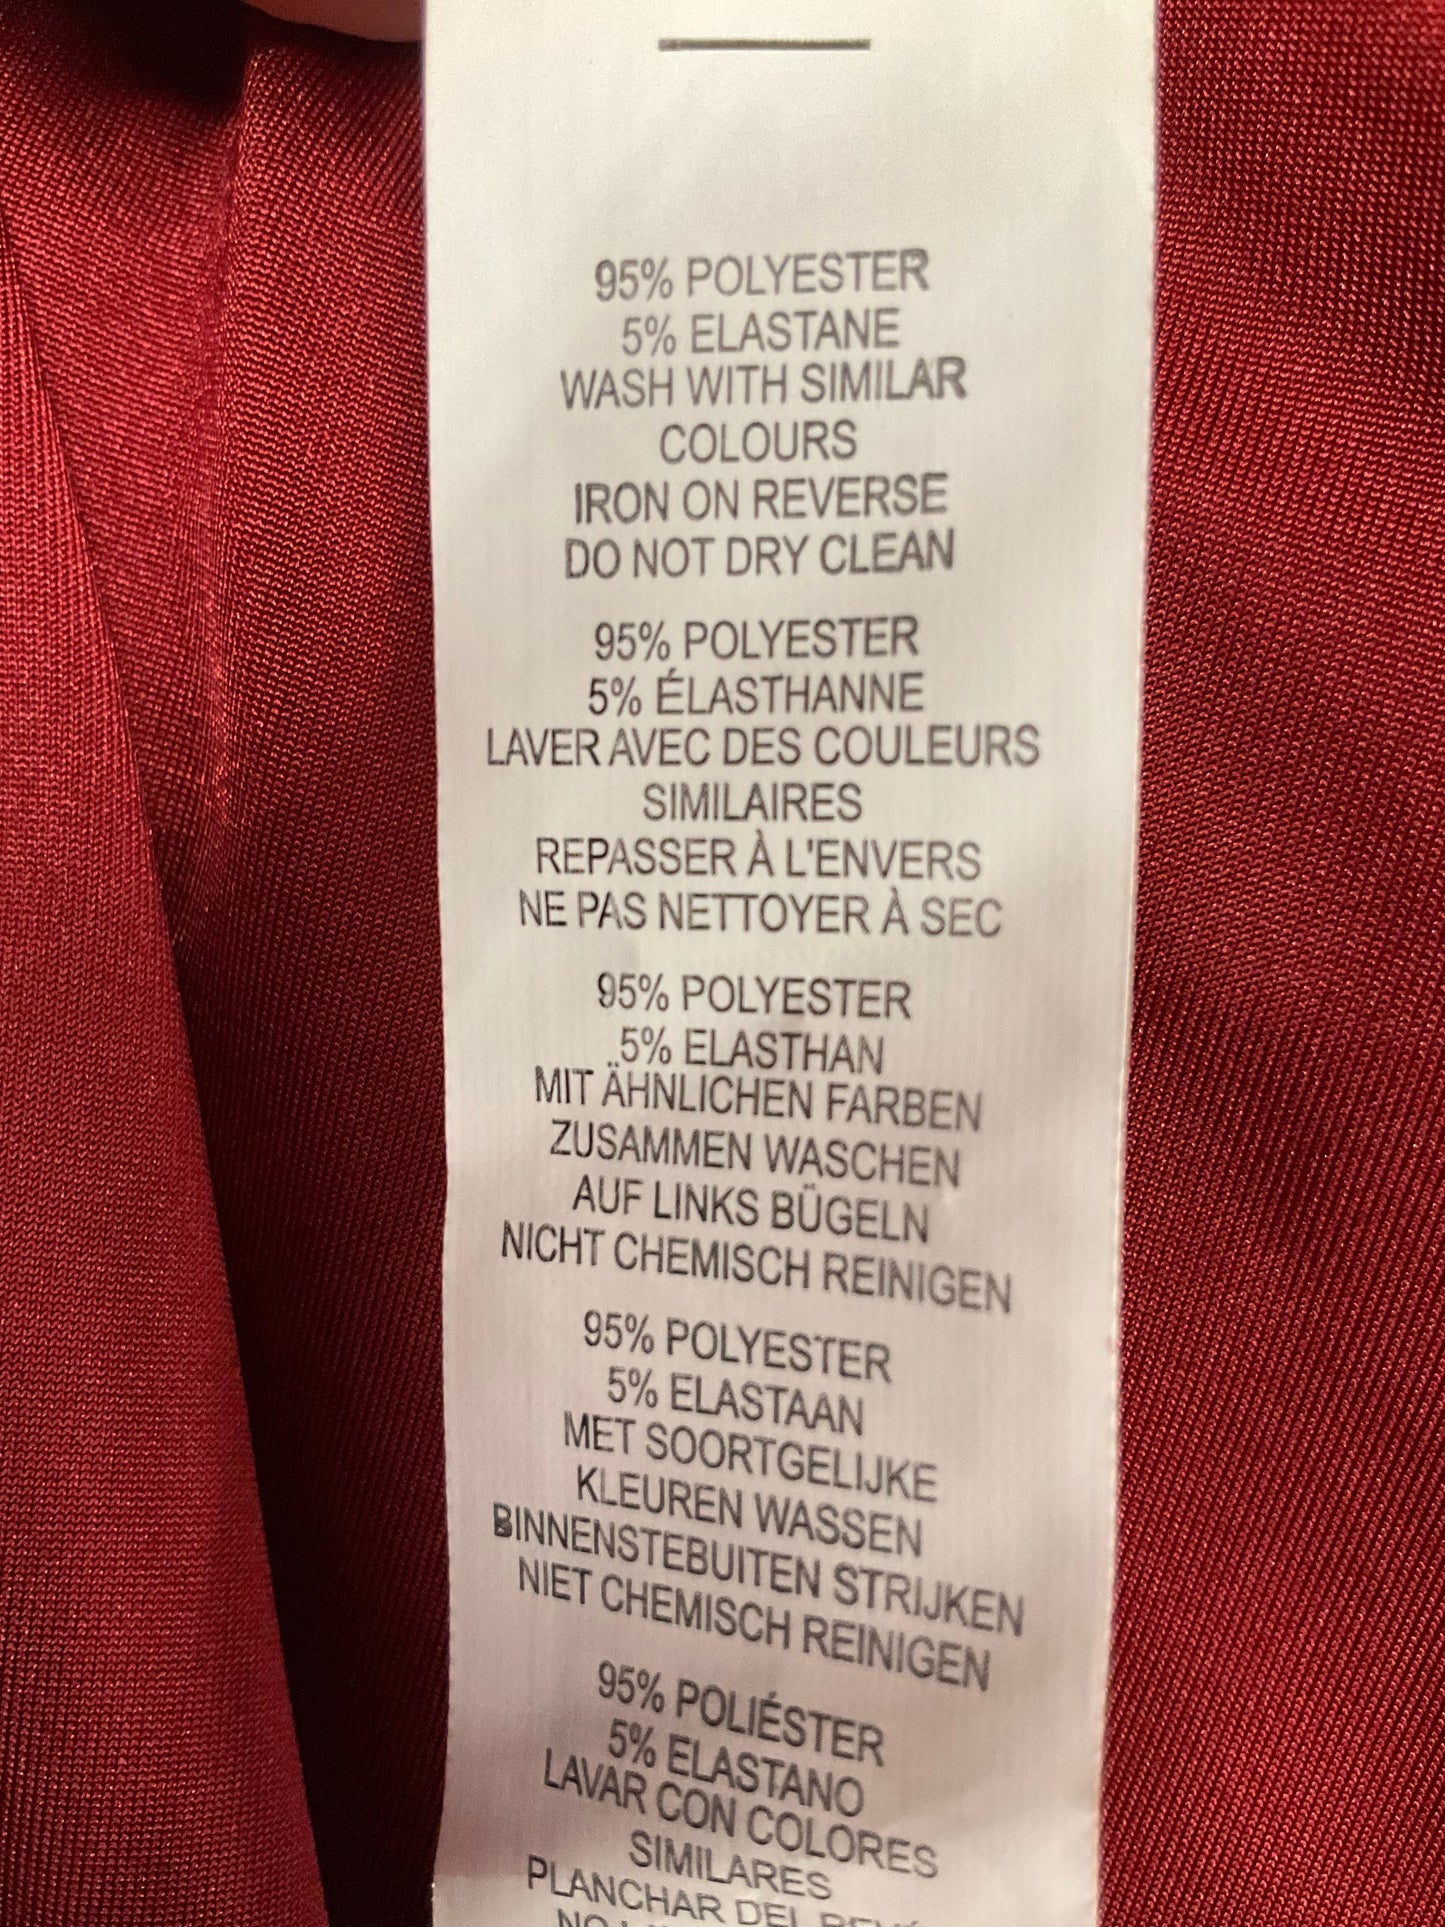 95% POLYESTER
5% ELASTANE
WASH WITH SIMILAR
COLOURS
IRON ON REVERSE
DO NOT DRY CLEAN
95% POLYESTER
5% ÉLASTHANNE
LAVER AVEC DES COULEURS
SIMILAIRES
REPASSER À L'ENVERS
NE PAS NETTOYER À SEC
95% POLYESTER
5% ELASTHAN
MIT ÄHNLICHEN FARBEN
ZUSAMMEN WASCHEN
AUF LINKS BÜGELN
NICHT CHEMISCH REINIGEN
95% POLYESTER
5% ELASTAAN
MET SOORTGELIJKE
KLEUREN WASSEN
BINNENSTEBUITEN STRIJKEN
NIET CHEMISCH REINIGEN
95% POLIÉSTER
5% ELASTANO
LAVAR CON COLORES
SIMILARES
PLANCHAR DEL
NO